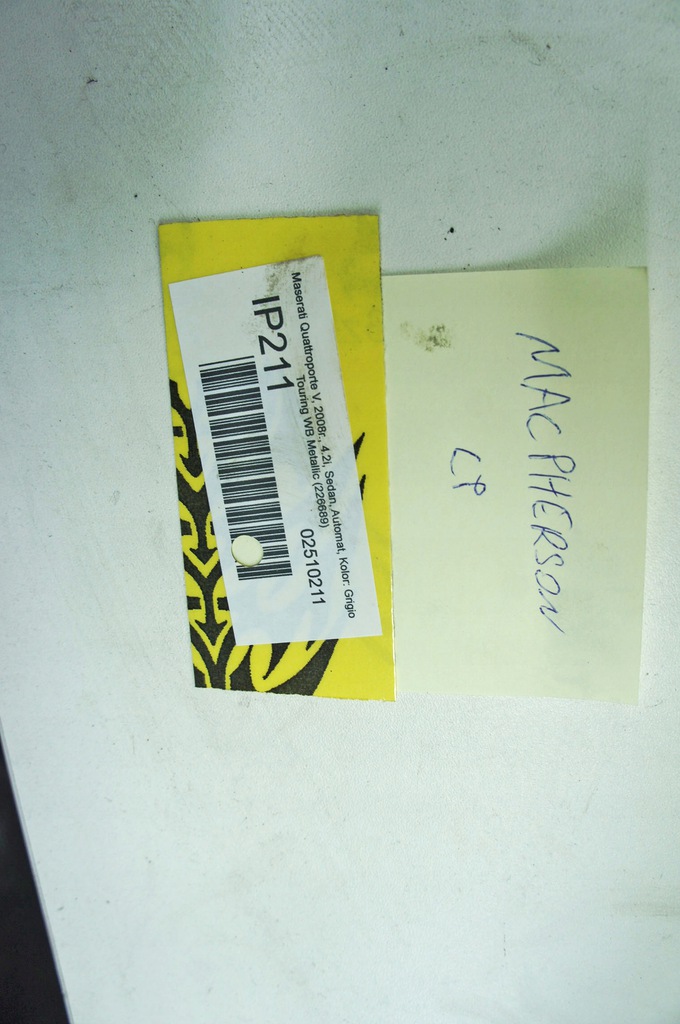 Maserati Quattroporte V, 2008r., 4.2l, Sedan, Automat, Kolor: Grigio
Touring WB Metallic (226689)
IP211
02510211
MAC PHERSON
LP